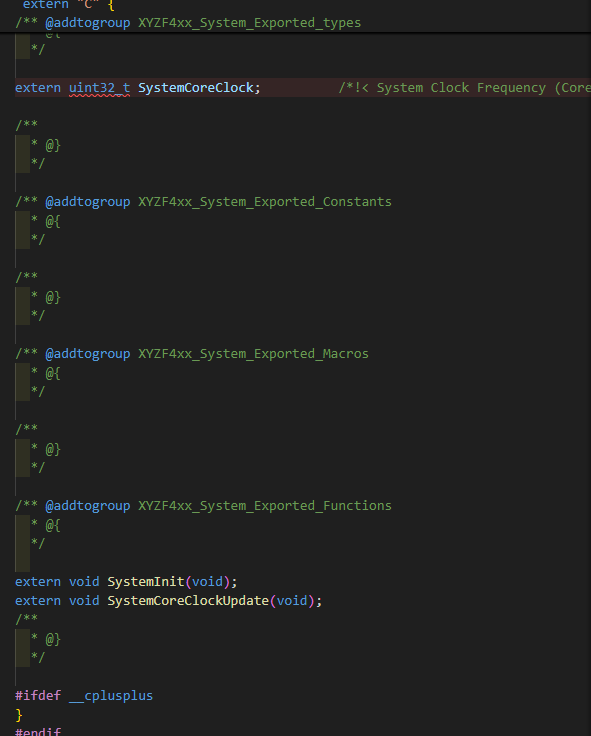 extern "C" {
/** @addtogroup XYZF4xx_System_Exported_types
* @{
*/
extern uint32_t SystemCoreClock; /*!< System Clock Frequency (Core
/**
* @}
*/
/** @addtogroup XYZF4xx_System_Exported_Constants
* @{
*/
/**
* @}
*/
/** @addtogroup XYZF4xx_System_Exported_Macros
* @{
*/
/**
* @}
*/
/** @addtogroup XYZF4xx_System_Exported_Functions
* @{
*/
extern void SystemInit(void);
extern void SystemCoreClockUpdate(void);
/**
* @}
*/
#ifdef __cplusplus
}
#endif